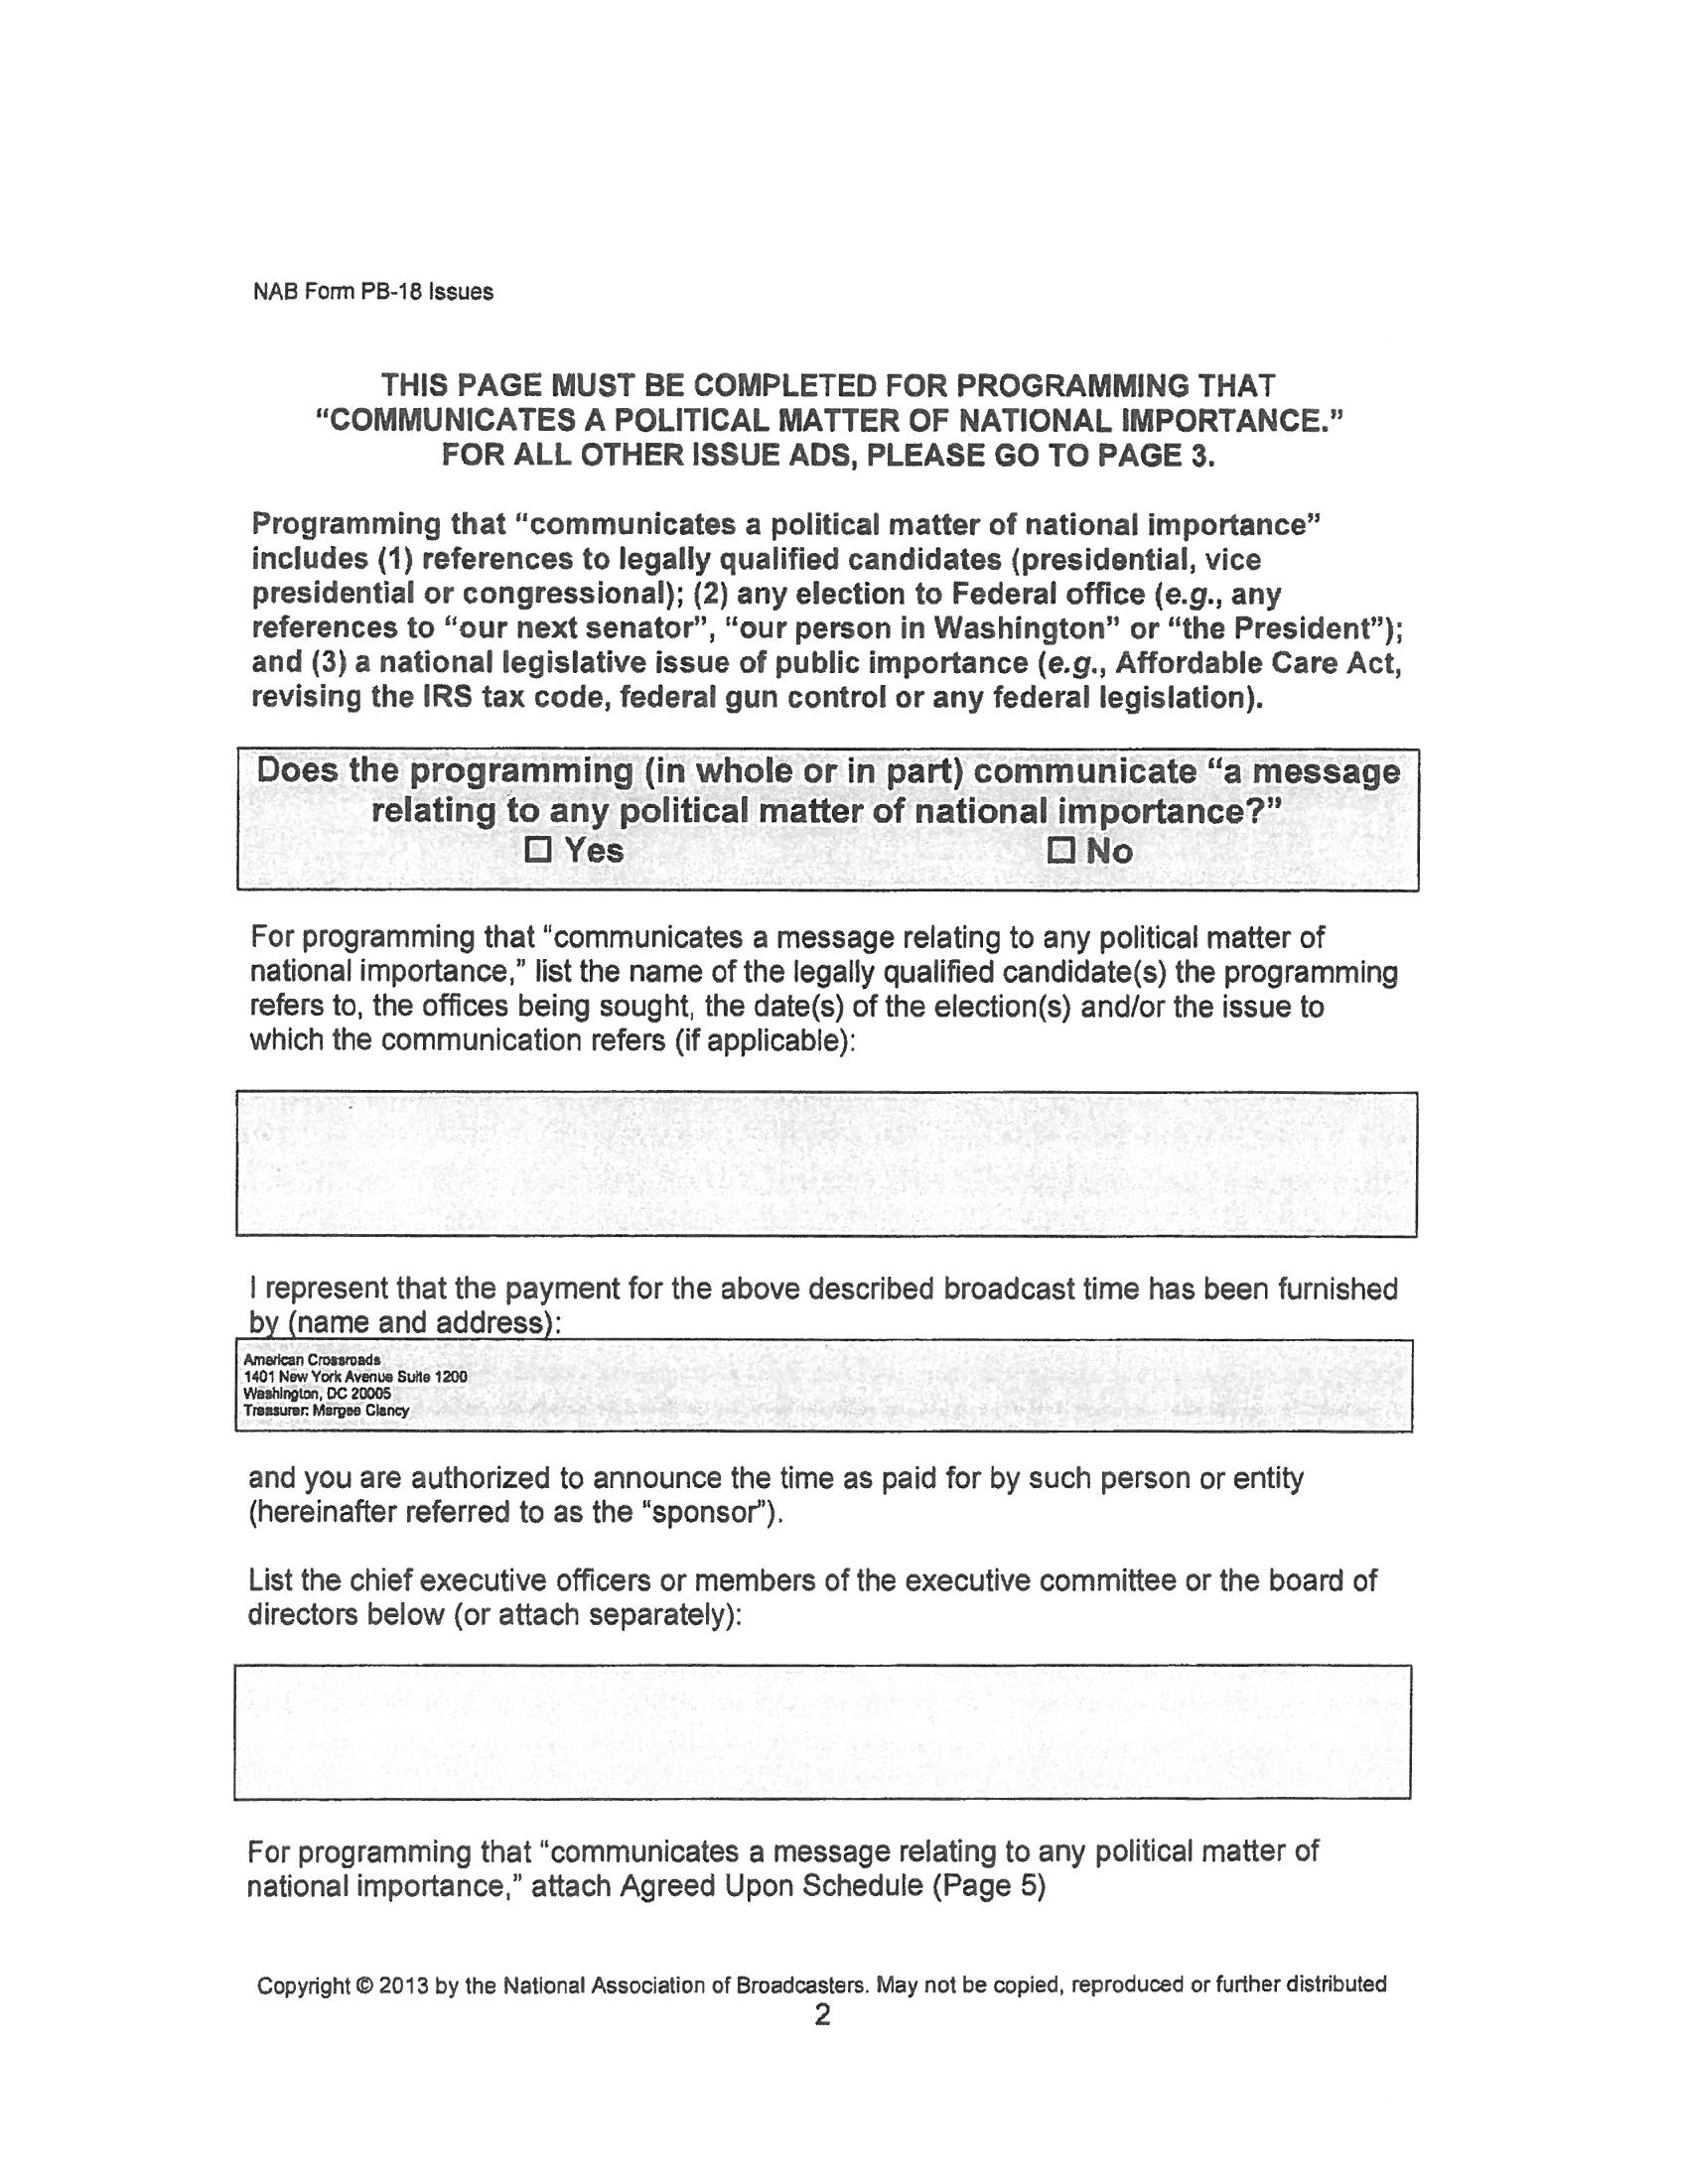 NAB Form PB-18 Issues
THIS PAGE MUST BE COMPLETED FOR PROGRAMMING THAT
“COMMUNICATES A POLITICAL MATTER OF NATIONAL IMPORTANCE.”
FOR ALL OTHER ISSUE ADS, PLEASE GO TO PAGE 3.
Programming that “communicates a political matter of national importance”
includes (1) references to legally qualified candidates (presidential, vice
presidential or congressional); (2) any election to Federal office (e.g., any
references to “our next senator”, “our person in Washington” or “the President”);
and (3) a national legislative issue of public importance (e.g., Affordable Care Act,
revising the IRS tax code, federal gun control or any federal legislation).
Does the programming (in whole or in part) communicate “a message
relating to any political matter of national importance?”
☐ Yes ☐ No
For programming that “communicates a message relating to any political matter of
national importance,” list the name of the legally qualified candidate(s) the programming
refers to, the offices being sought, the date(s) of the election(s) and/or the issue to
which the communication refers (if applicable):
I represent that the payment for the above described broadcast time has been furnished
by (name and address):
American Crossroads
1401 New York Avenue Suite 1200
Washington, DC 20005
Treasurer: Margee Clancy
and you are authorized to announce the time as paid for by such person or entity
(hereinafter referred to as the “sponsor”).
List the chief executive officers or members of the executive committee or the board of
directors below (or attach separately):
For programming that “communicates a message relating to any political matter of
national importance,” attach Agreed Upon Schedule (Page 5)
Copyright © 2013 by the National Association of Broadcasters. May not be copied, reproduced or further distributed
2